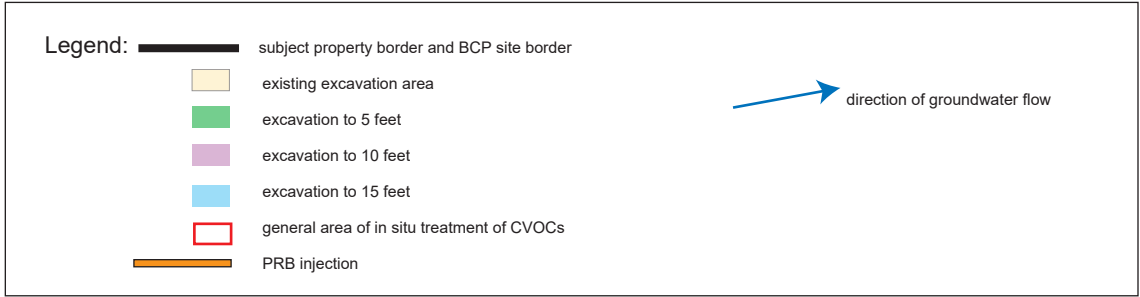 Legend:
subject property border and BCP site border
existing excavation area
direction of groundwater flow
excavation to 5 feet
excavation to 10 feet
excavation to 15 feet
general area of in situ treatment of CVOCs
PRB injection